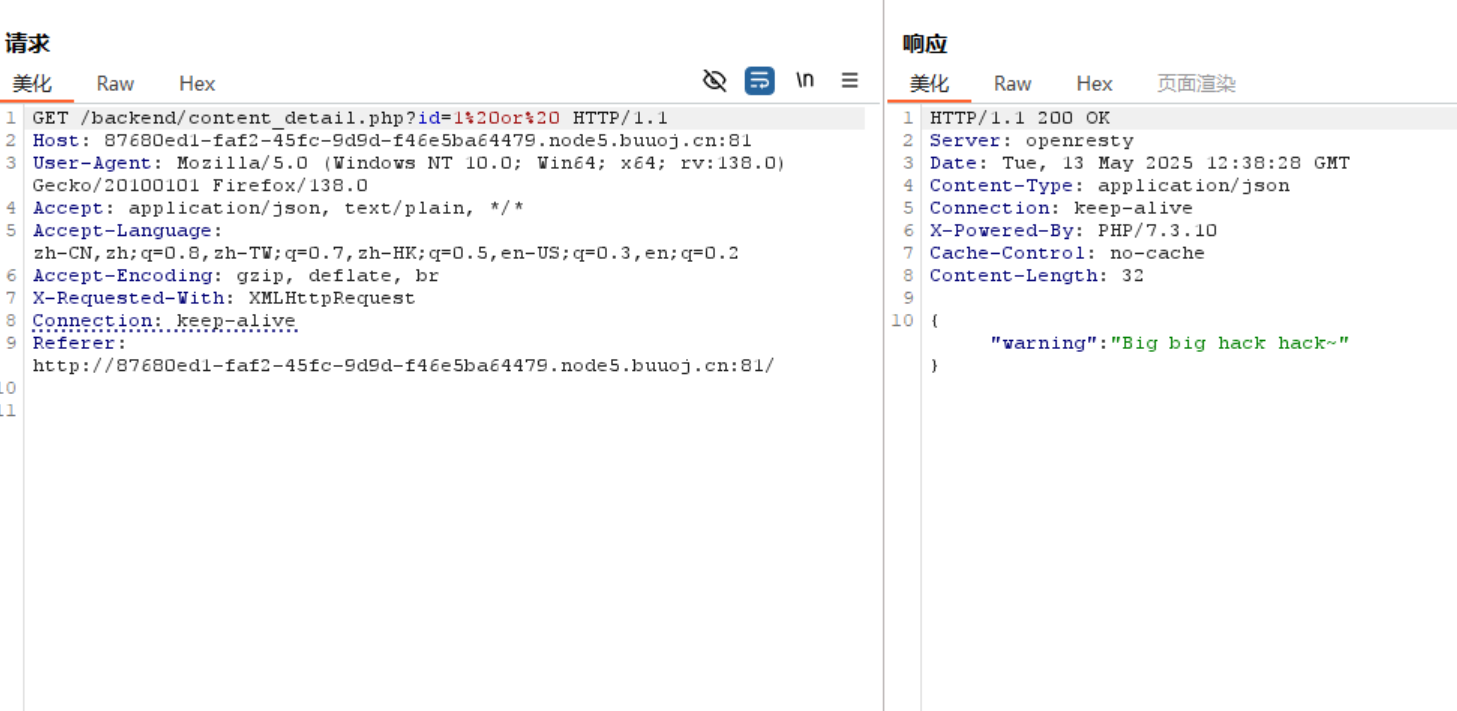 请求
美化 Raw Hex \n
1 GET /backend/content_detail.php?id=1%20or%20 HTTP/1.1
2 Host: 87680ed1-faf2-45fc-9d9d-f46e5ba64479.node5.buuoj.cn:81
3 User-Agent: Mozilla/5.0 (Windows NT 10.0; Win64; x64; rv:138.0)
Gecko/20100101 Firefox/138.0
4 Accept: application/json, text/plain, */*
5 Accept-Language:
zh-CN,zh;q=0.8,zh-TW;q=0.7,zh-HK;q=0.5,en-US;q=0.3,en;q=0.2
6 Accept-Encoding: gzip, deflate, br
7 X-Requested-With: XMLHttpRequest
8 Connection: keep-alive
9 Referer:
http://87680ed1-faf2-45fc-9d9d-f46e5ba64479.node5.buuoj.cn:81/
10
11
响应
美化 Raw Hex 页面渲染
1 HTTP/1.1 200 OK
2 Server: openresty
3 Date: Tue, 13 May 2025 12:38:28 GMT
4 Content-Type: application/json
5 Connection: keep-alive
6 X-Powered-By: PHP/7.3.10
7 Cache-Control: no-cache
8 Content-Length: 32
9
10 {
"warning":"Big big hack hack~"
}